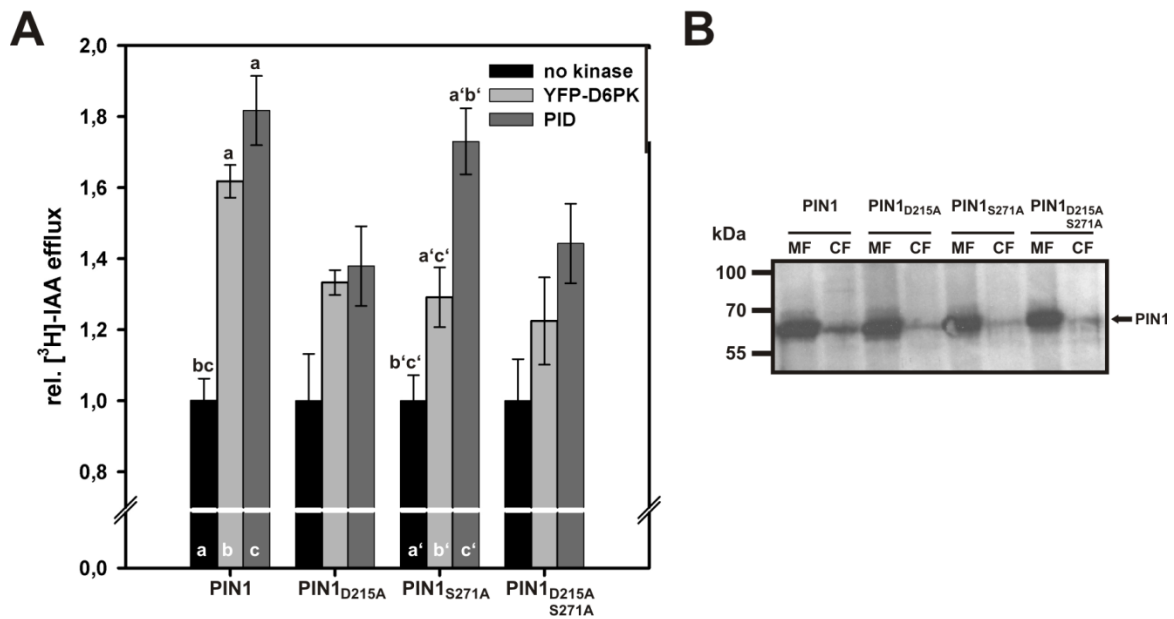 A
2,0
1,8
1,6
1,4
1,2
1,0
0,8
0,0
rel. [³H]-IAA efflux
no kinase
YFP-D6PK
PID
bc
a
a
b‘c‘
a‘c‘
a‘b‘
a b c
a‘ b‘ c‘
PIN1 PIN1D215A PIN1S271A PIN1D215A
S271A
B
PIN1 PIN1D215A PIN1S271A PIN1D215A
S271A
kDa MF CF MF CF MF CF MF CF
100
70
55
PIN1